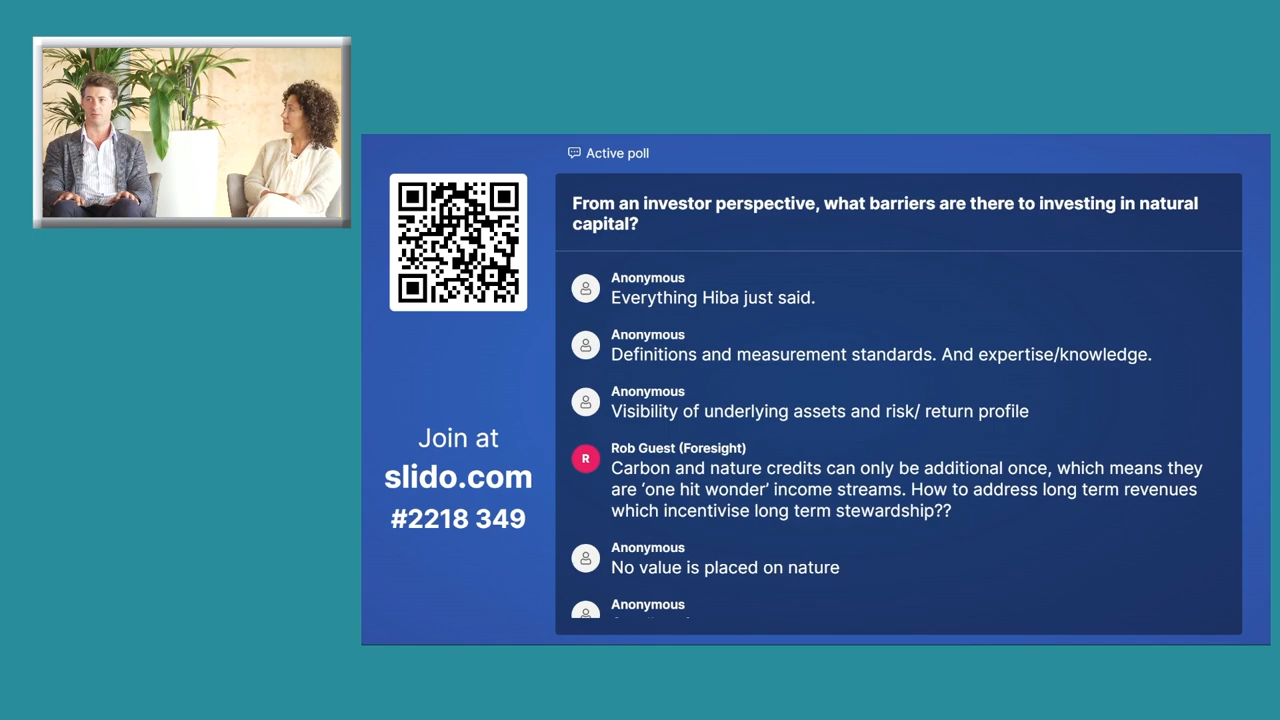 Active poll
From an investor perspective, what barriers are there to investing in natural
capital?
Anonymous
Everything Hiba just said.
Anonymous
Definitions and measurement standards. And expertise/knowledge.
Anonymous
Visibility of underlying assets and risk/ return profile
R
Rob Guest (Foresight)
Carbon and nature credits can only be additional once, which means they
are ‘one hit wonder’ income streams. How to address long term revenues
which incentivise long term stewardship??
Anonymous
No value is placed on nature
Anonymous
Join at
slido.com
#2218 349